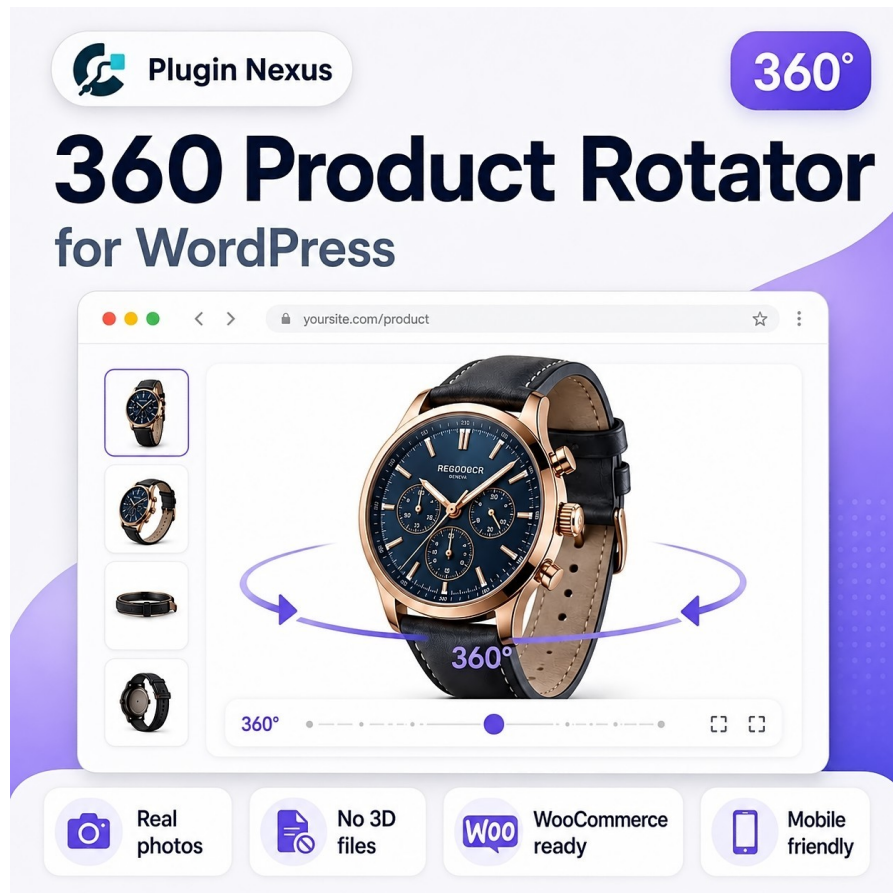 Plugin Nexus
360°
360 Product Rotator
for WordPress
yoursite.com/product
REGOOOCR
GENEVA
360°
360°
Real
photos
No 3D
files
Woo
WooCommerce
ready
Mobile
friendly